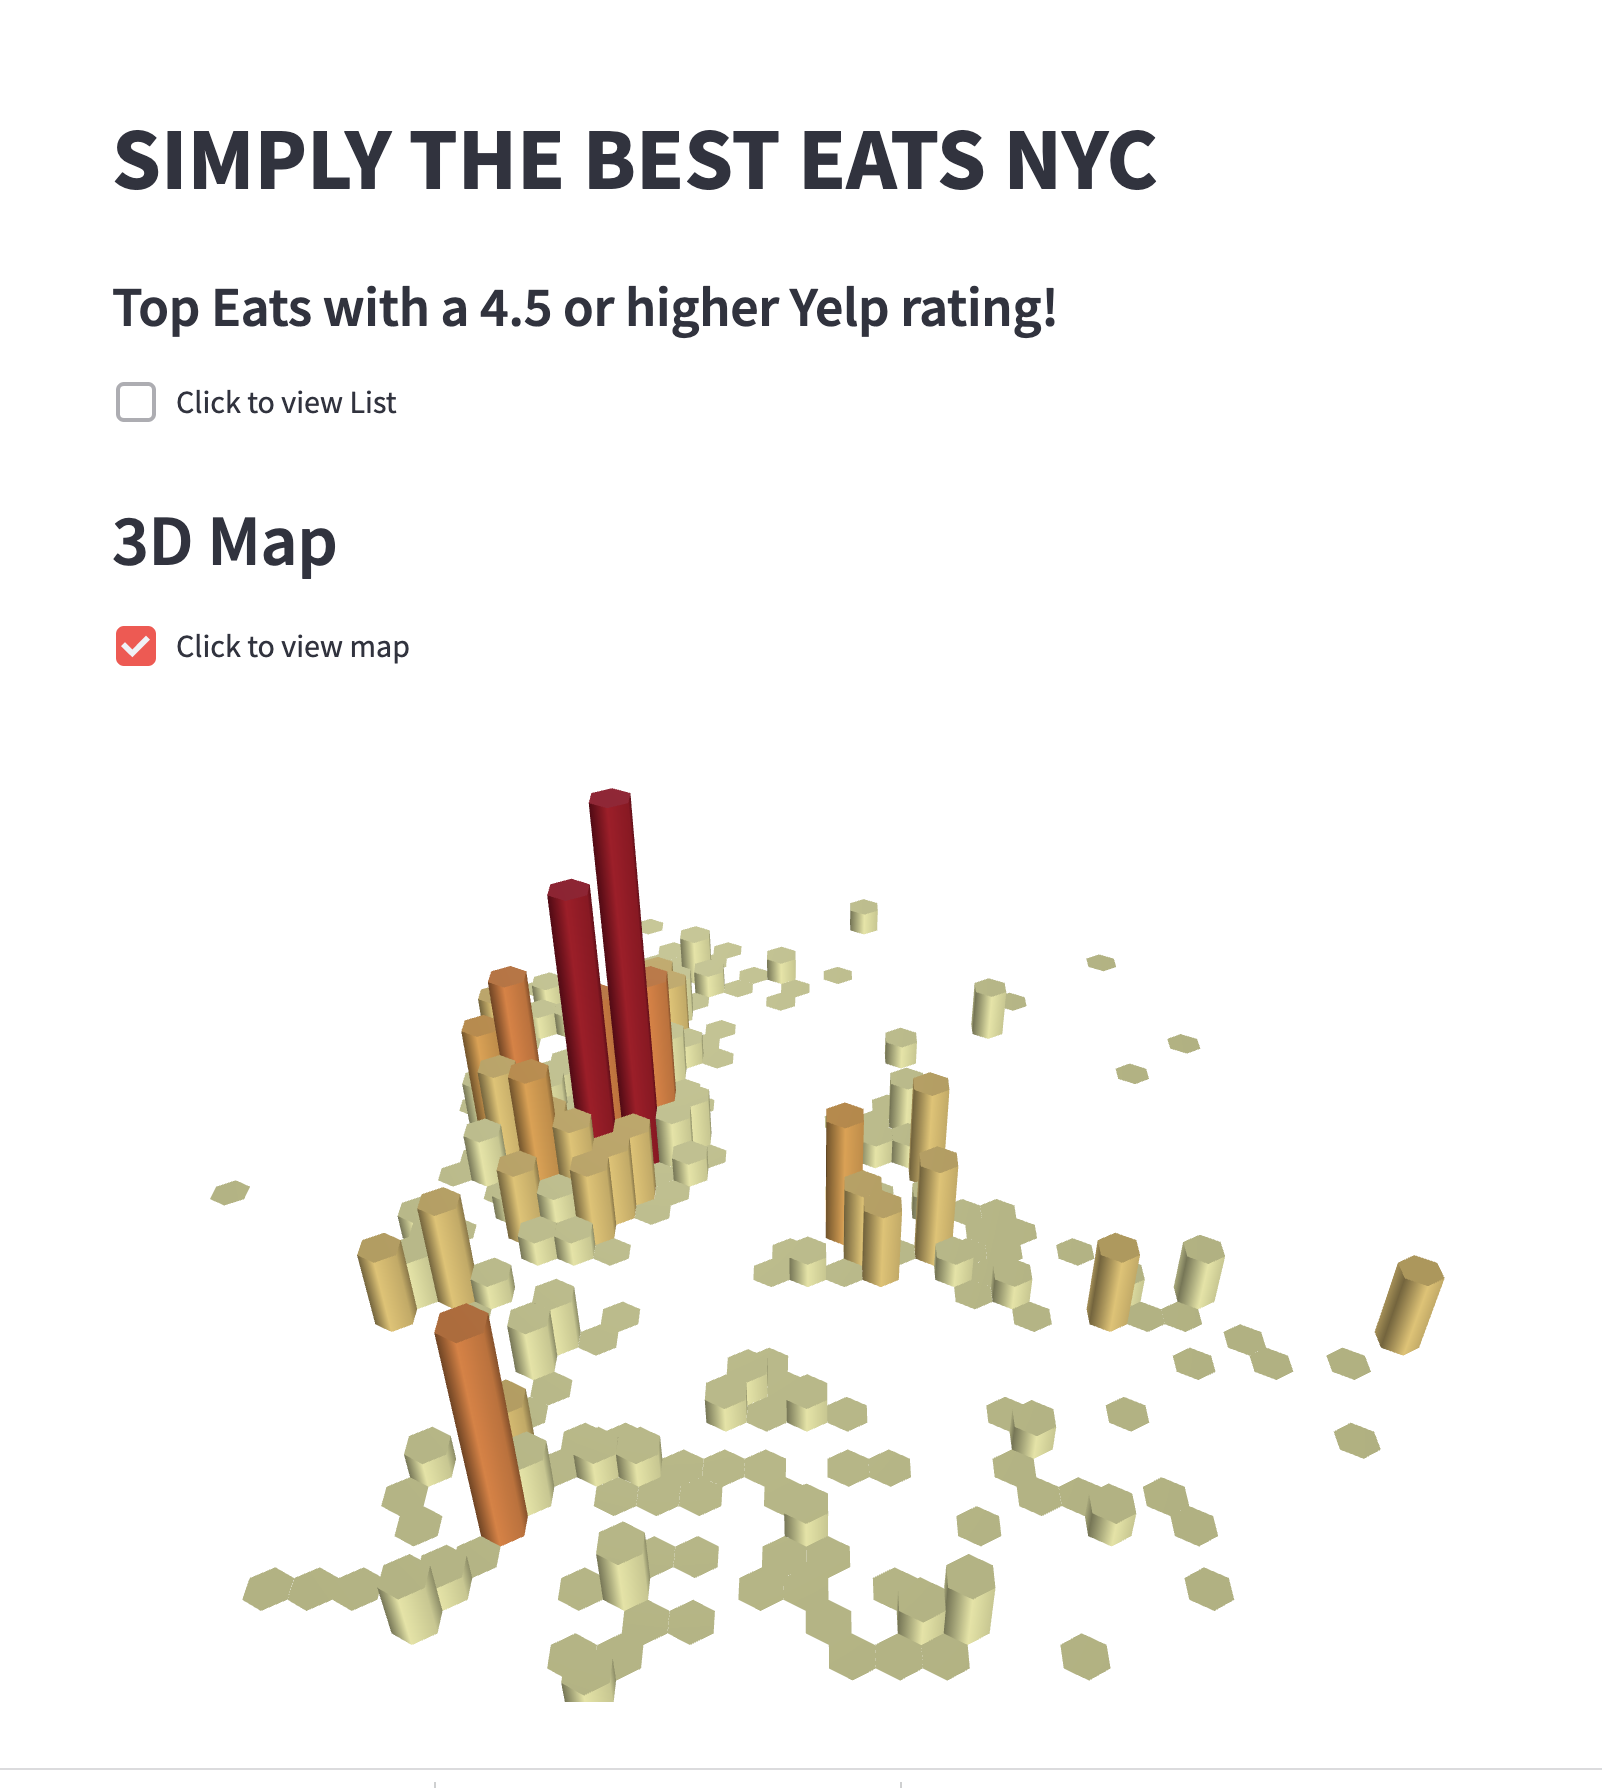 SIMPLY THE BEST EATS NYC
Top Eats with a 4.5 or higher Yelp rating!
Click to view List
3D Map
Click to view map